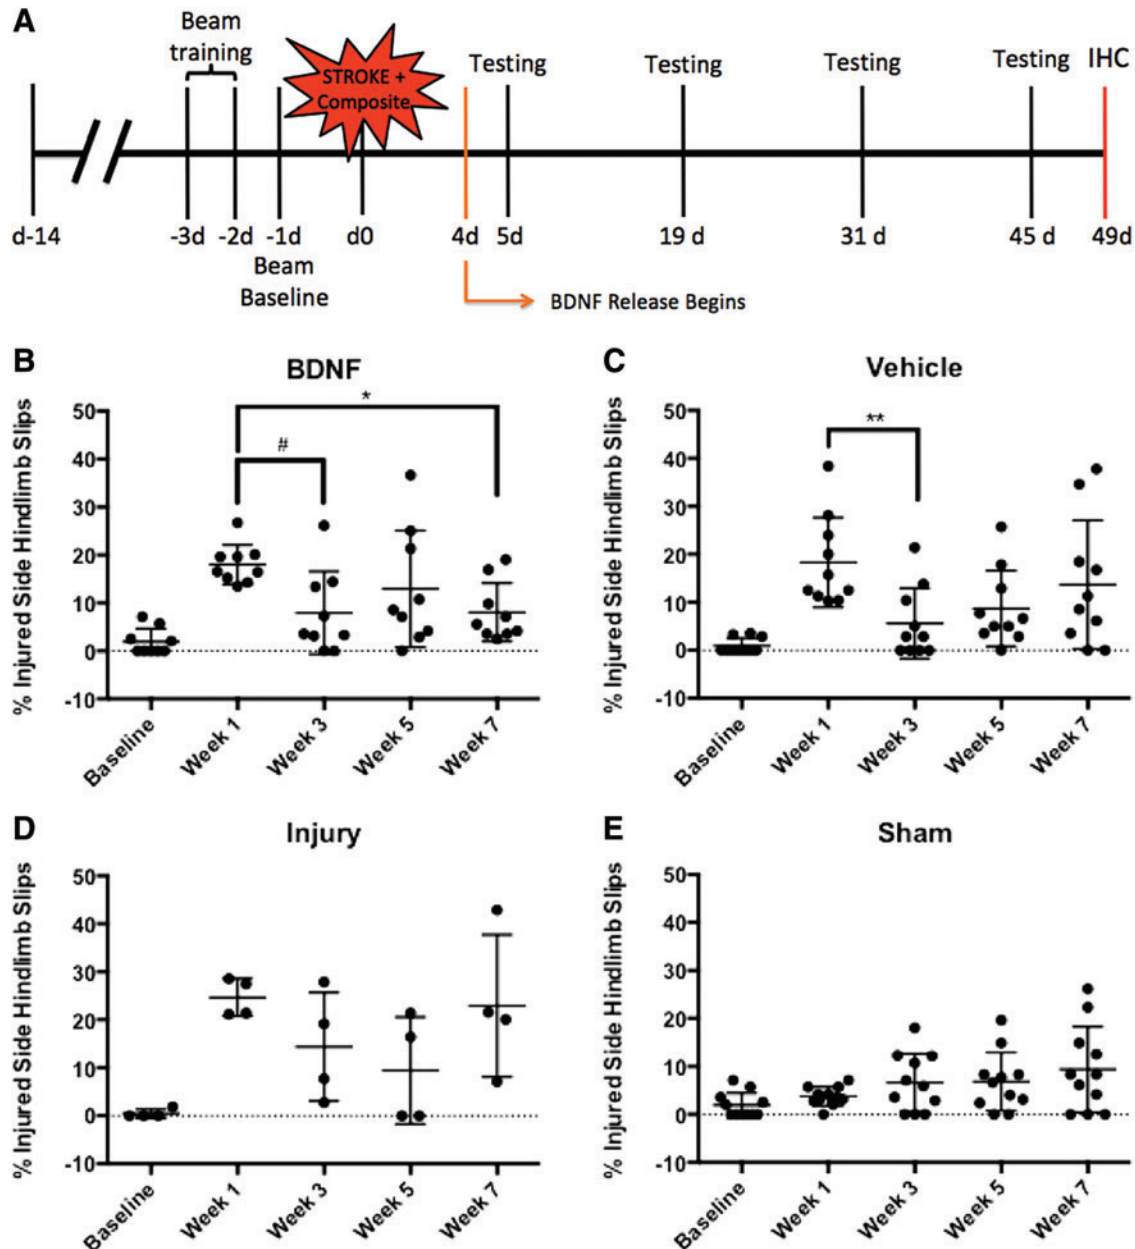 A
Beam
training
STROKE +
Composite
Testing
Testing
Testing
Testing
IHC
d-14
-3d
-2d
-1d
d0
4d
5d
19 d
31 d
45 d
49d
Beam
Baseline
BDNF Release Begins
B
BDNF
% Injured Side Hindlimb Slips
50
40
30
20
10
0
-10
#
*
Baseline
Week 1
Week 3
Week 5
Week 7
C
Vehicle
% Injured Side Hindlimb Slips
50
40
30
20
10
0
-10
**
Baseline
Week 1
Week 3
Week 5
Week 7
D
Injury
% Injured Side Hindlimb Slips
50
40
30
20
10
0
-10
Baseline
Week 1
Week 3
Week 5
Week 7
E
Sham
% Injured Side Hindlimb Slips
50
40
30
20
10
0
-10
Baseline
Week 1
Week 3
Week 5
Week 7